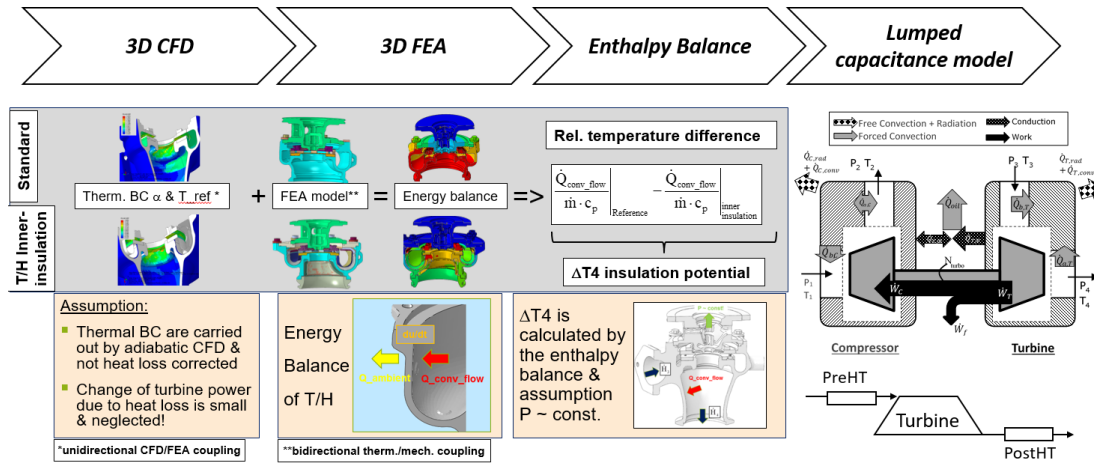 3D CFD
3D FEA
Enthalpy Balance
Lumped
capacitance model
Standard
T/H Inner-
insulation
Therm. BC α & T_ref *
+
FEA model**
=
Energy balance
=>
Rel. temperature difference
Q̇conv_flow / ṁ · cp |Reference − Q̇conv_flow / ṁ · cp |inner insulation
ΔT4 insulation potential
Assumption:
Thermal BC are carried
out by adiabatic CFD &
not heat loss corrected
Change of turbine power
due to heat loss is small
& neglected!
*unidirectional CFD/FEA coupling
Energy
Balance
of T/H
du/dt
Q_ambient
Q_conv_flow
**bidirectional therm./mech. coupling
ΔT4 is
calculated by
the enthalpy
balance &
assumption
P ~ const.
P ~ const
Q_conv_flow
Free Convection + Radiation
Conduction
Forced Convection
Work
Q̇C,rad
+ Q̇C,conv
P2 T2
P3 T3
Q̇T,rad
+ Q̇T,conv
Q̇oil
Q̇b,T
Q̇b,C
Q̇a,T
P1
T1
Nturbo
ẆC
ẆT
P4
T4
Ẇf
Compressor
Turbine
PreHT
Turbine
PostHT